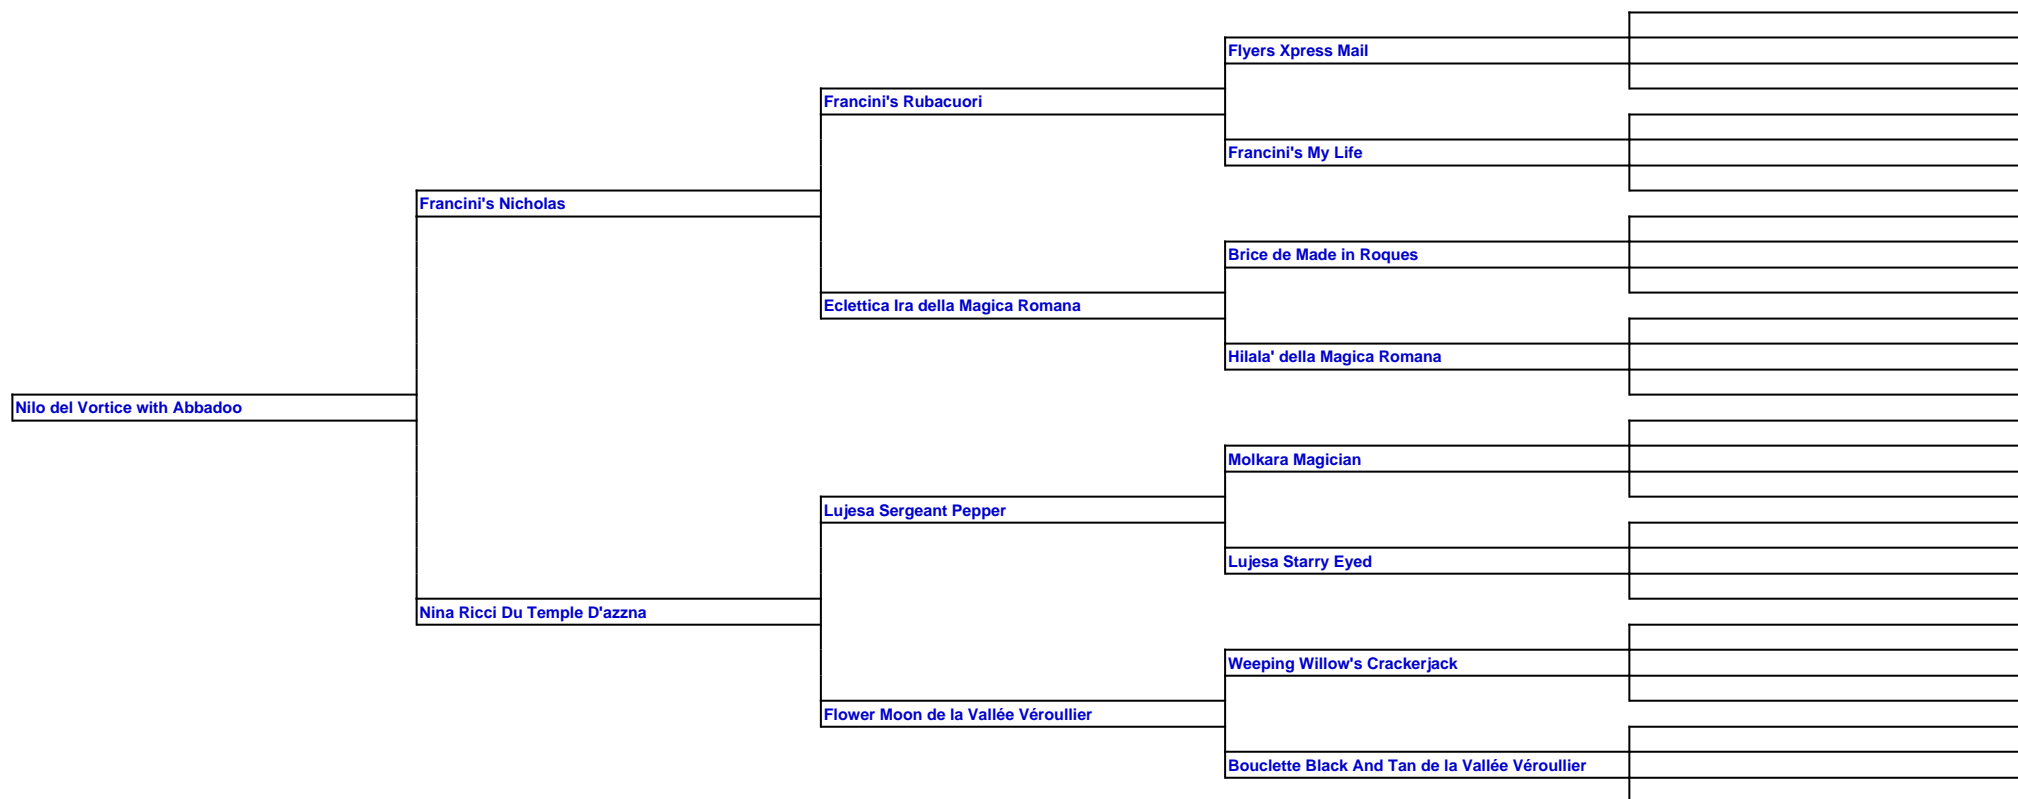 Flyers Xpress Mail
Francini's Rubacuori
Francini's My Life
Francini's Nicholas
Brice de Made in Roques
Eclettica Ira della Magica Romana
Hilala' della Magica Romana
Nilo del Vortice with Abbadoo
Molkara Magician
Lujesa Sergeant Pepper
Lujesa Starry Eyed
Nina Ricci Du Temple D'azzna
Weeping Willow's Crackerjack
Flower Moon de la Vallée Véroullier
Bouclette Black And Tan de la Vallée Véroullier